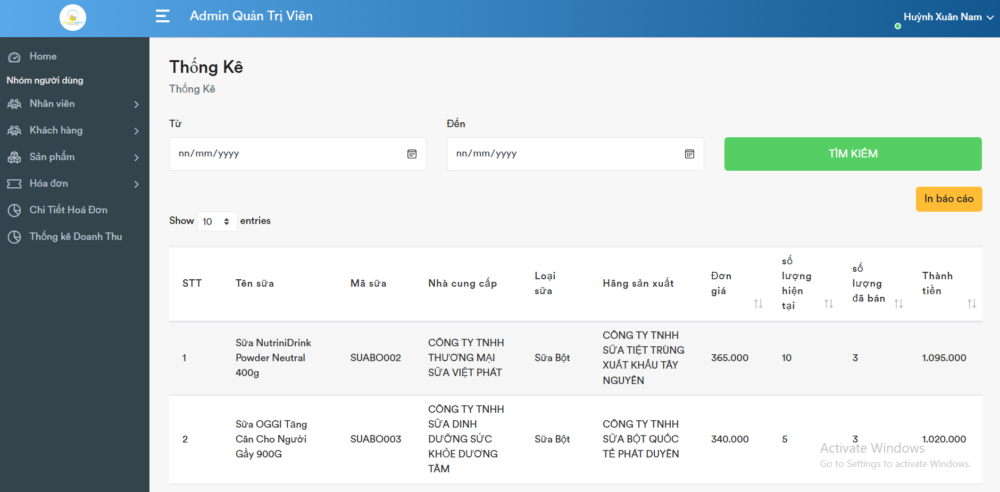 Admin Quản Trị Viên
Huỳnh Xuân Nam
Home
Nhóm người dùng
Nhân viên
Khách hàng
Sản phẩm
Hóa đơn
Chi Tiết Hoá Đơn
Thống kê Doanh Thu
Thống Kê
Thống Kê
Từ
Đến
nn/mm/yyyy
nn/mm/yyyy
TÌM KIẾM
In báo cáo
Show 10 entries
STT
Tên sữa
Mã sữa
Nhà cung cấp
Loại
sữa
Hãng sản xuất
Đơn
giá
số
lượng
hiện
tại
số
lượng
đã bán
Thành
tiền
1
Sữa NutriniDrink
Powder Neutral
400g
SUABO002
CÔNG TY TNHH
THƯƠNG MẠI
SỮA VIỆT PHÁT
Sữa Bột
CÔNG TY TNHH
SỮA TIỆT TRÙNG
XUẤT KHẨU TÂY
NGUYÊN
365.000
10
3
1.095.000
2
Sữa OGGI Tăng
Cân Cho Người
Gầy 900G
SUABO003
CÔNG TY TNHH
SỮA DINH
DƯỠNG SỨC
KHỎE DƯƠNG
TÂM
Sữa Bột
CÔNG TY TNHH
SỮA BỘT QUỐC
TẾ PHÁT DUYÊN
340.000
5
3
1.020.000
Activate Windows
Go to Settings to activate Windows.